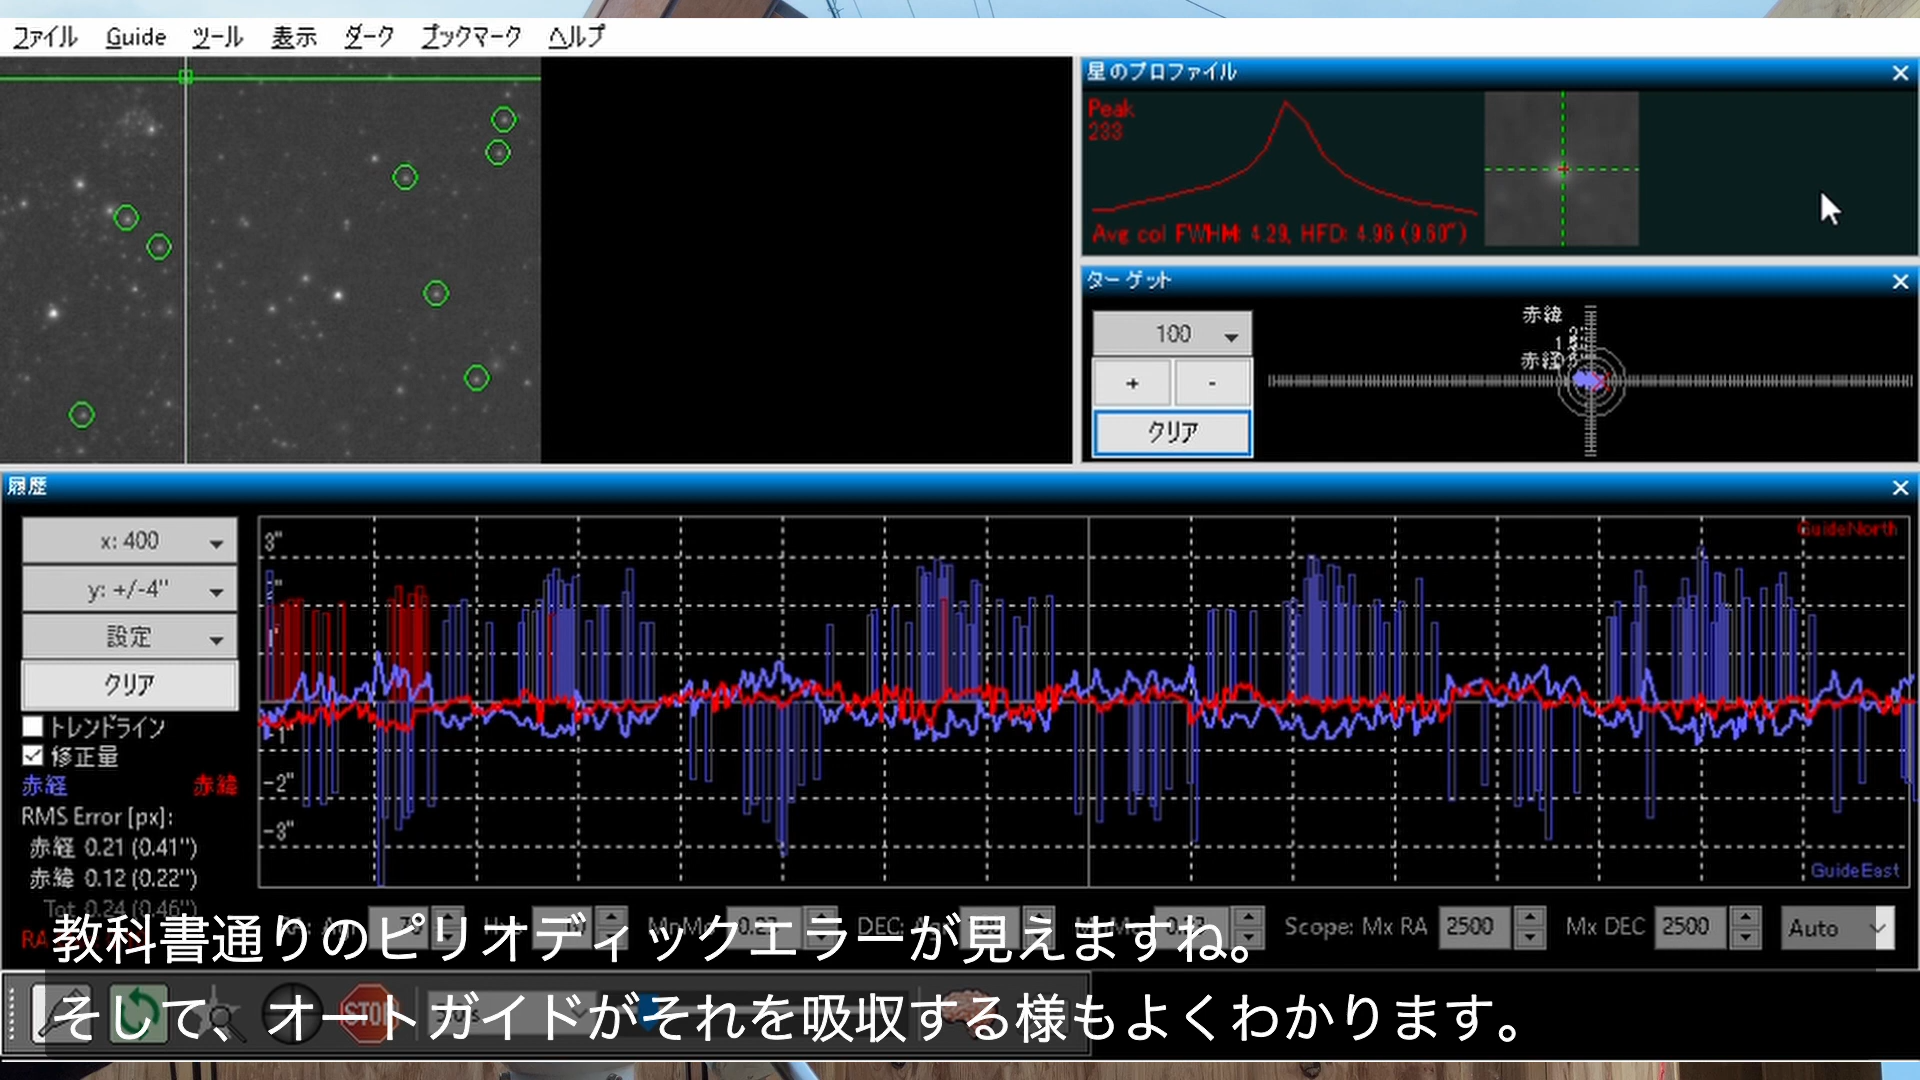 ファイル Guide ツール 表示 ダーク ブックマーク ヘルプ
星のプロファイル
Peak
233
Avg col FWHM: 4.29, HFD: 4.96 (9.60")
ターゲット
100
+ -
クリア
赤緯
赤経
履歴
x: 400
y: +/-4"
設定
クリア
トレンドライン
修正量
赤経 赤緯
RMS Error [px]:
赤経 0.21 (0.41")
赤緯 0.12 (0.22")
Tot 0.24 (0.46")
3"
-2"
-3"
GuideNorth
GuideEast
RA
DEC:
Scope: Mx RA 2500 Mx DEC 2500 Auto
STOP
教科書通りのピリオディックエラーが見えますね。
そして、オートガイドがそれを吸収する様もよくわかります。